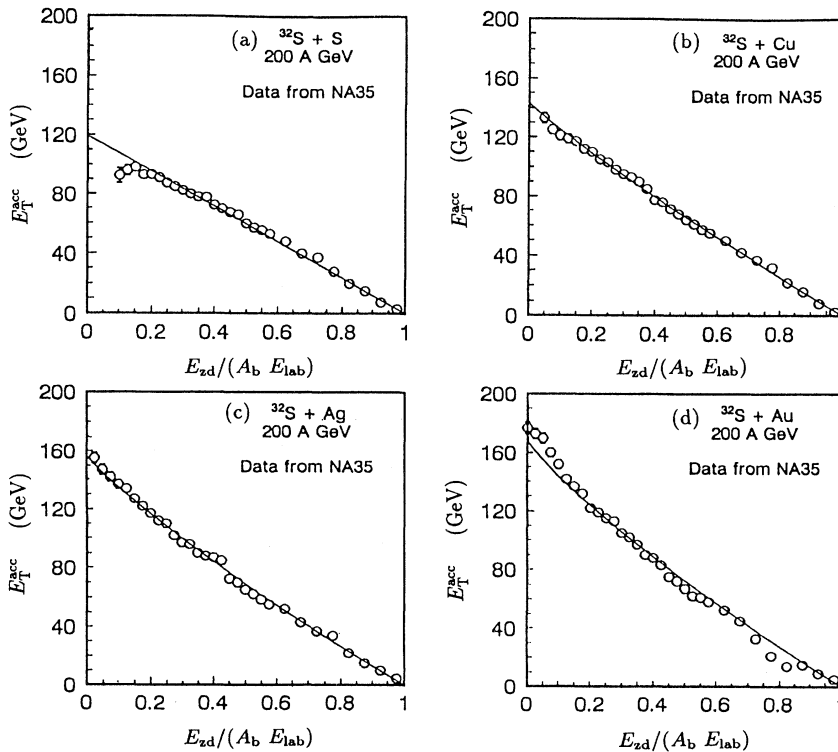 (a)
³²S + S
200 A GeV
Data from NA35
E_T^acc (GeV)
200
160
120
80
40
0
0 0.2 0.4 0.6 0.8 1
E_zd/(A_b E_lab)
(b)
³²S + Cu
200 A GeV
Data from NA35
E_T^acc (GeV)
200
160
120
80
40
0
0 0.2 0.4 0.6 0.8
E_zd/(A_b E_lab)
(c)
³²S + Ag
200 A GeV
Data from NA35
E_T^acc (GeV)
200
160
120
80
40
0
0 0.2 0.4 0.6 0.8 1
E_zd/(A_b E_lab)
(d)
³²S + Au
200 A GeV
Data from NA35
E_T^acc (GeV)
200
160
120
80
40
0
0 0.2 0.4 0.6 0.8
E_zd/(A_b E_lab)